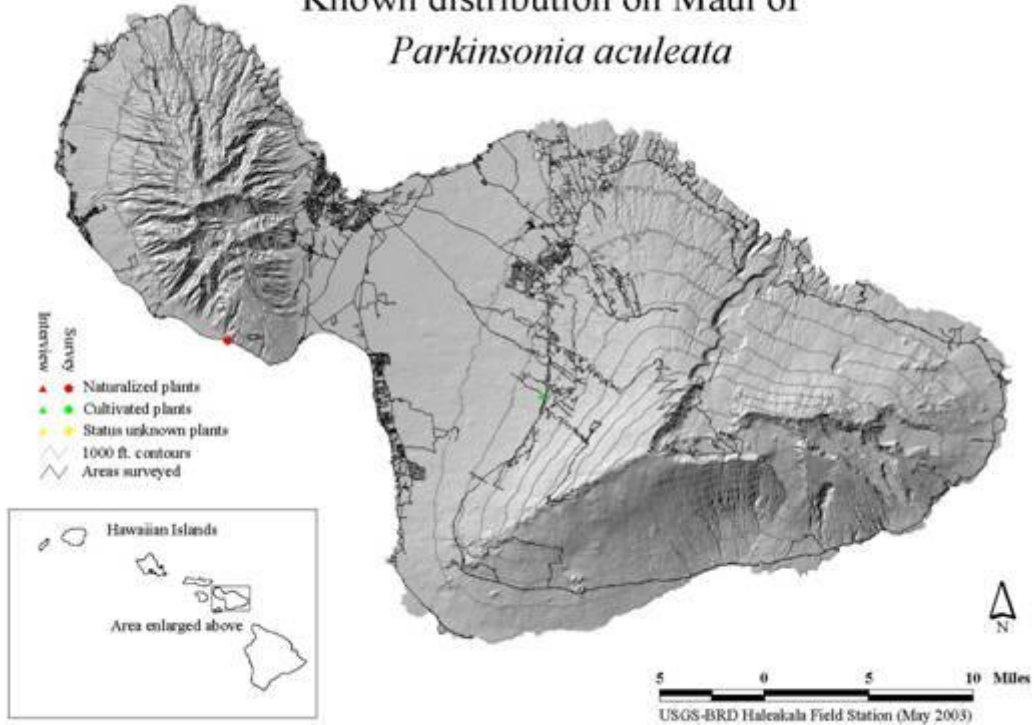 Known distribution on Maui of
Parkinsonia aculeata
Interview
Survey
Naturalized plants
Cultivated plants
Status unknown plants
1000 ft. contours
Areas surveyed
Hawaiian Islands
Area enlarged above
N
5 0 5 10 Miles
USGS-BRD Haleakala Field Station (May 2003)